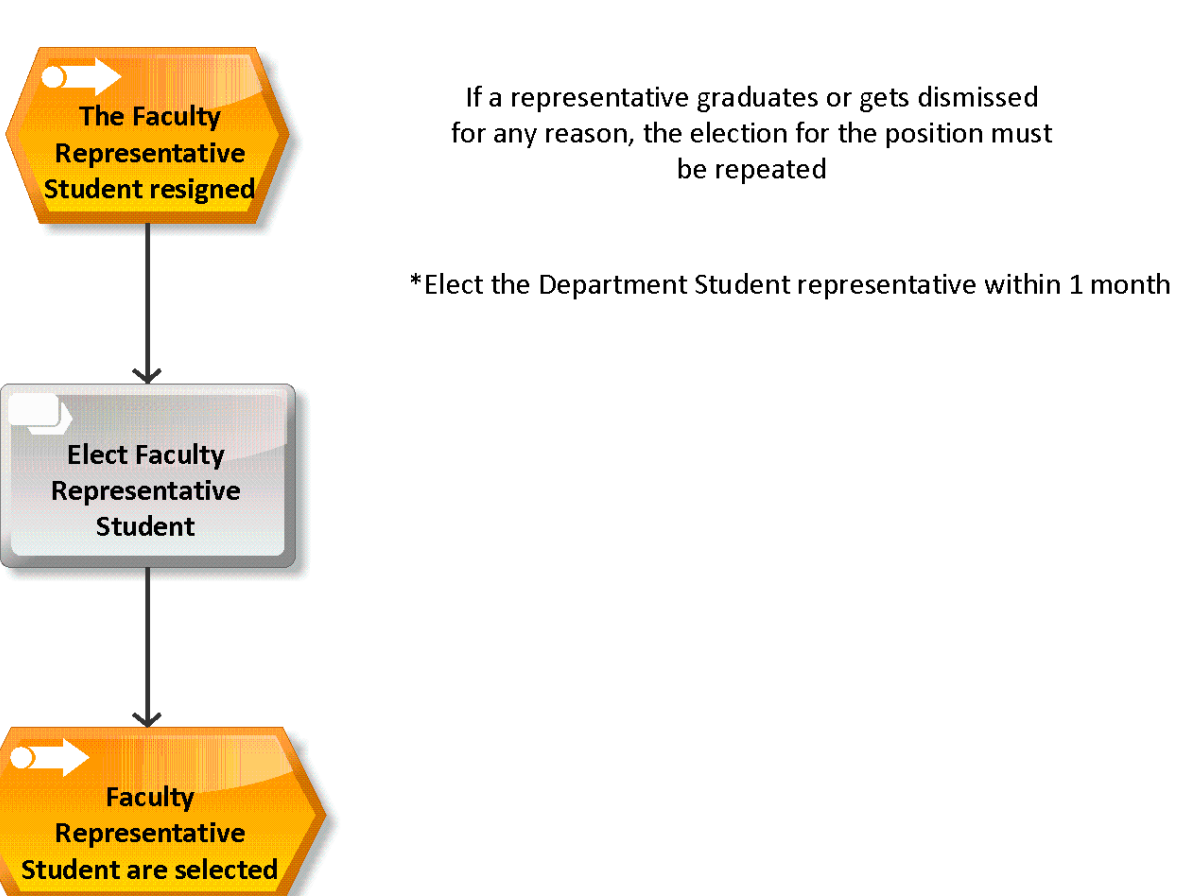 The Faculty
Representative
Student resigned
If a representative graduates or gets dismissed
for any reason, the election for the position must
be repeated
*Elect the Department Student representative within 1 month
Elect Faculty
Representative
Student
Faculty
Representative
Student are selected